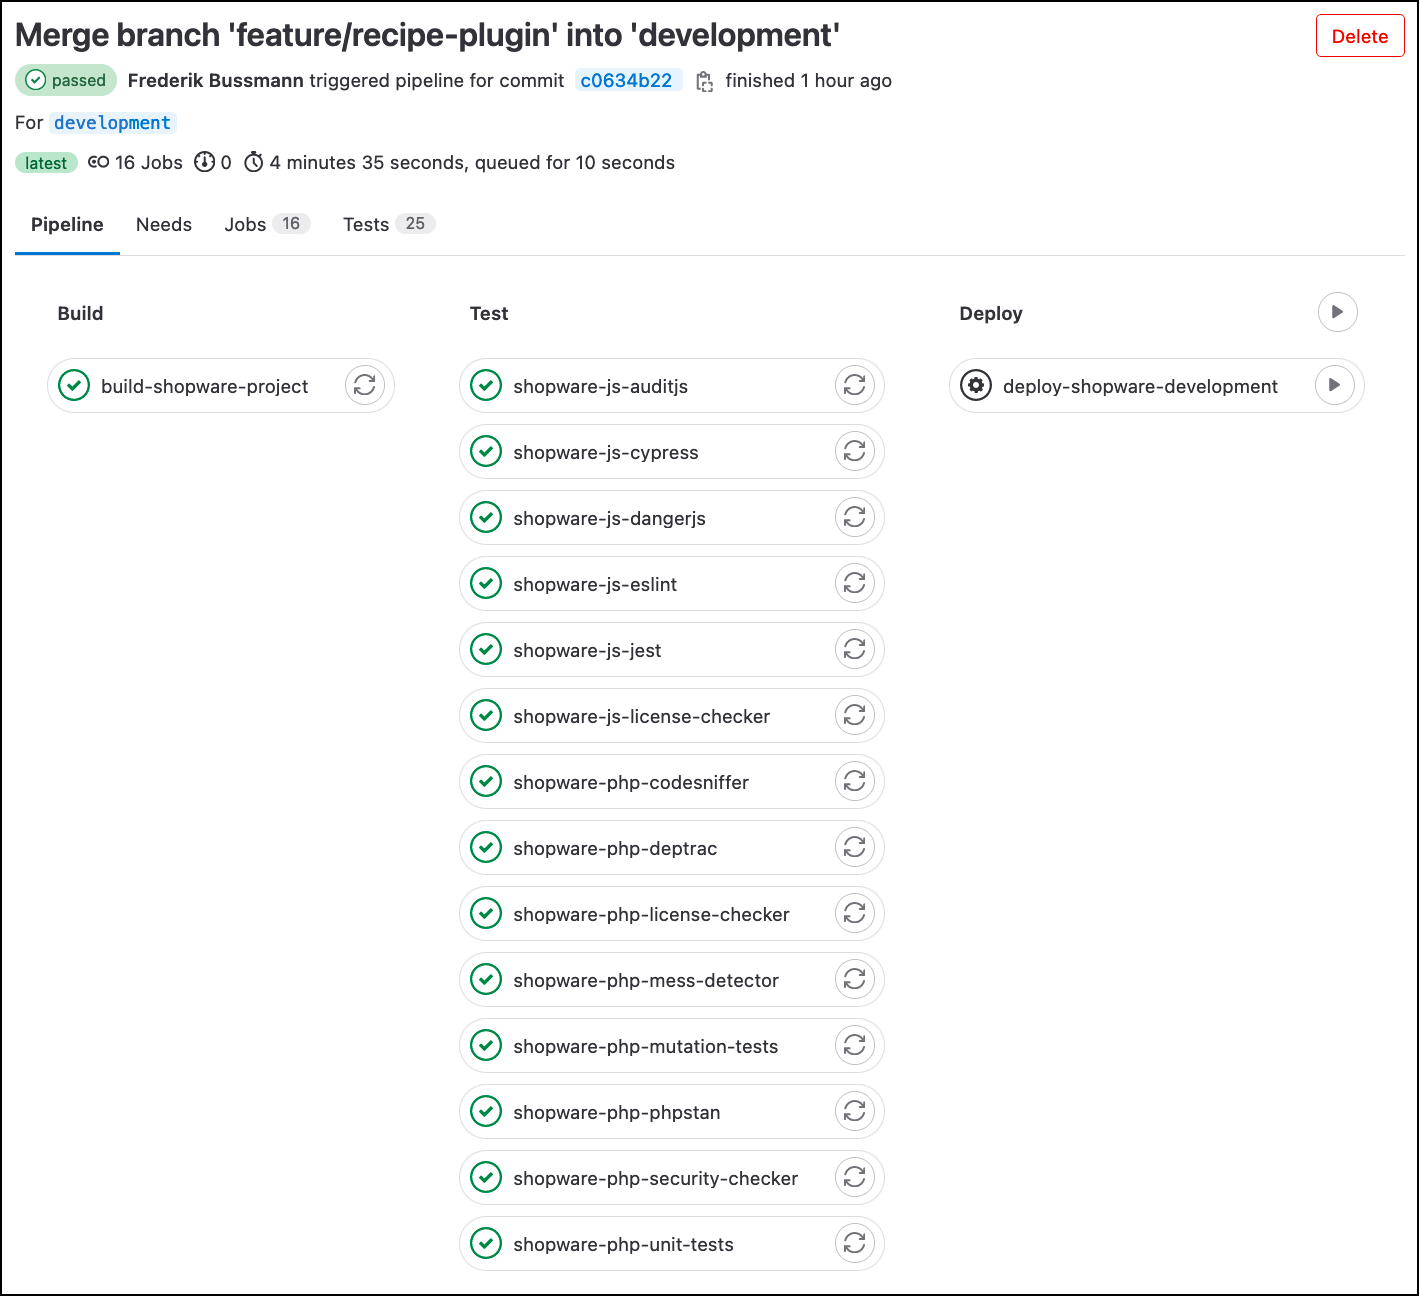 Merge branch 'feature/recipe-plugin' into 'development'
Delete
passed Frederik Bussmann triggered pipeline for commit c0634b22 finished 1 hour ago
For development
latest 16 Jobs 0 4 minutes 35 seconds, queued for 10 seconds
Pipeline Needs Jobs 16 Tests 25
Build
build-shopware-project
Test
shopware-js-auditjs
shopware-js-cypress
shopware-js-dangerjs
shopware-js-eslint
shopware-js-jest
shopware-js-license-checker
shopware-php-codesniffer
shopware-php-deptrac
shopware-php-license-checker
shopware-php-mess-detector
shopware-php-mutation-tests
shopware-php-phpstan
shopware-php-security-checker
shopware-php-unit-tests
Deploy
deploy-shopware-development